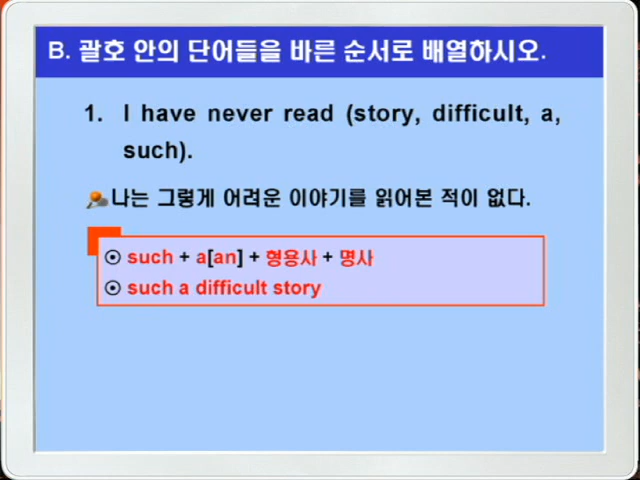 B. 괄호 안의 단어들을 바른 순서로 배열하시오.
1. I have never read (story, difficult, a,
such).
나는 그렇게 어려운 이야기를 읽어본 적이 없다.
⊙ such + a[an] + 형용사 + 명사
⊙ such a difficult story